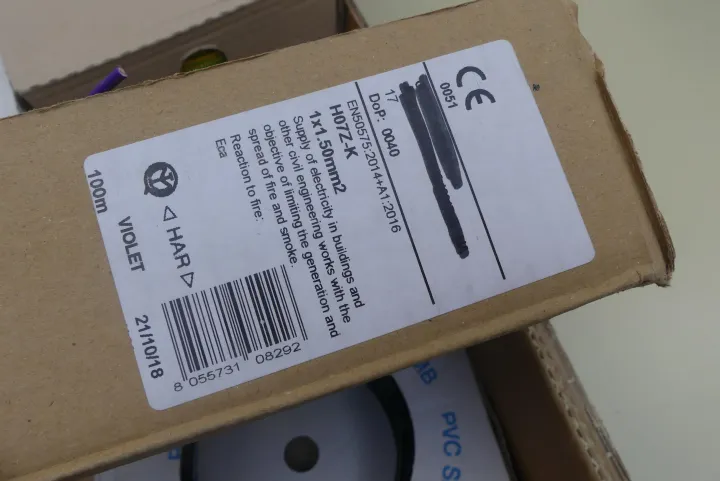 CE
0051
17
DoP: 0040
EN50575:2014+A1:2016
H07Z-K
1x1.50mm2
Supply of electricity in buildings and
other civil engineering works with the
objective of limiting the generation and
spread of fire and smoke.
Reaction to fire:
Eca
◁ HAR ▷
8 055731 08292
100m VIOLET 21/10/18
PVC S